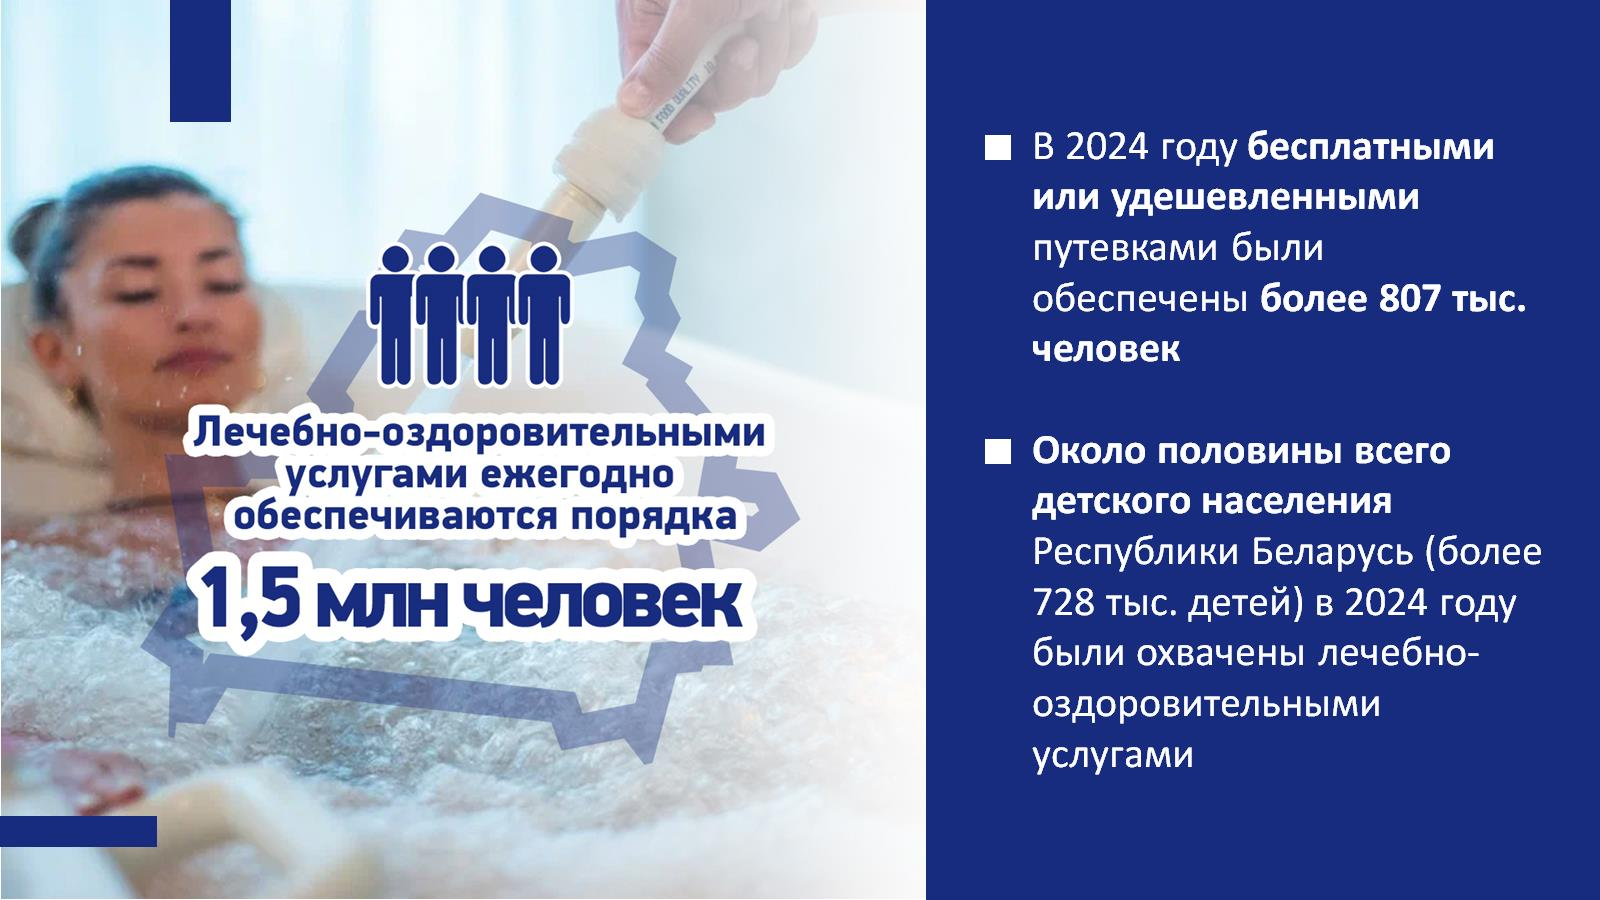 FOOD QUALITY
Лечебно-оздоровительными
услугами ежегодно
обеспечиваются порядка
1,5 млн человек
В 2024 году бесплатными
или удешевленными
путевками были
обеспечены более 807 тыс.
человек
Около половины всего
детского населения
Республики Беларусь (более
728 тыс. детей) в 2024 году
были охвачены лечебно-
оздоровительными
услугами